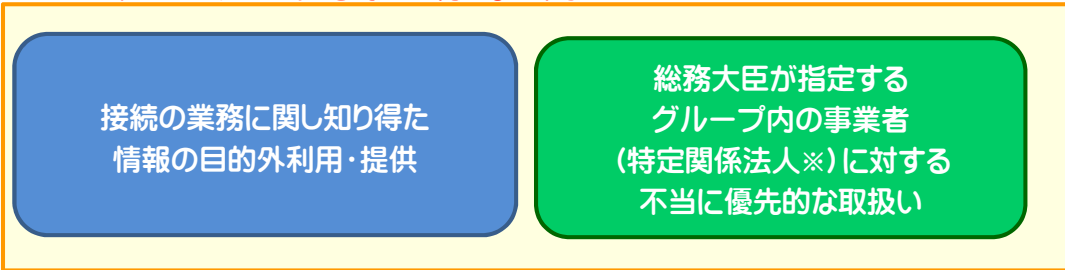 接続の業務に関し知り得た
情報の目的外利用・提供
総務大臣が指定する
グループ内の事業者
(特定関係法人※)に対する
不当に優先的な取扱い